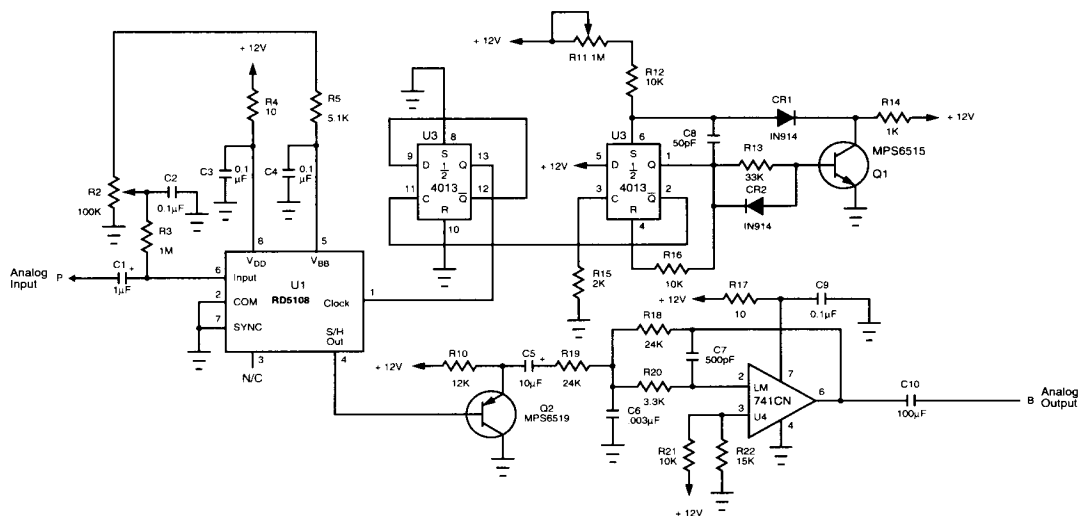 + 12V
R11 1M
R12
10K
+ 12V
R4
10
R5
5.1K
U3
8
S
9
D
Q
13
1/2
4013
11
C
Q̅
12
R
10
C8
50pF
CR1
IN914
R14
1K
+ 12V
MPS6515
Q1
U3
6
S
+ 12V
5
D
Q
1
1/2
4013
3
C
Q̅
2
R
4
R13
33K
CR2
IN914
C3
0.1
µF
C4
0.1
µF
R2
100K
C2
0.1µF
R3
1M
R15
2K
R16
10K
Analog
Input
P
C1
+
1µF
8
5
VDD
VBB
6
Input
U1
RD5108
2
COM
Clock
1
7
SYNC
S/H
Out
3
4
N/C
+ 12V
R17
10
C9
0.1µF
R18
24K
C7
500pF
+ 12V
R10
12K
C5
+
10µF
R19
24K
R20
3.3K
C6
.003µF
Q2
MPS6519
2
LM
741CN
3
U4
7
6
4
R21
10K
R22
15K
+ 12V
C10
100µF
B
Analog
Output